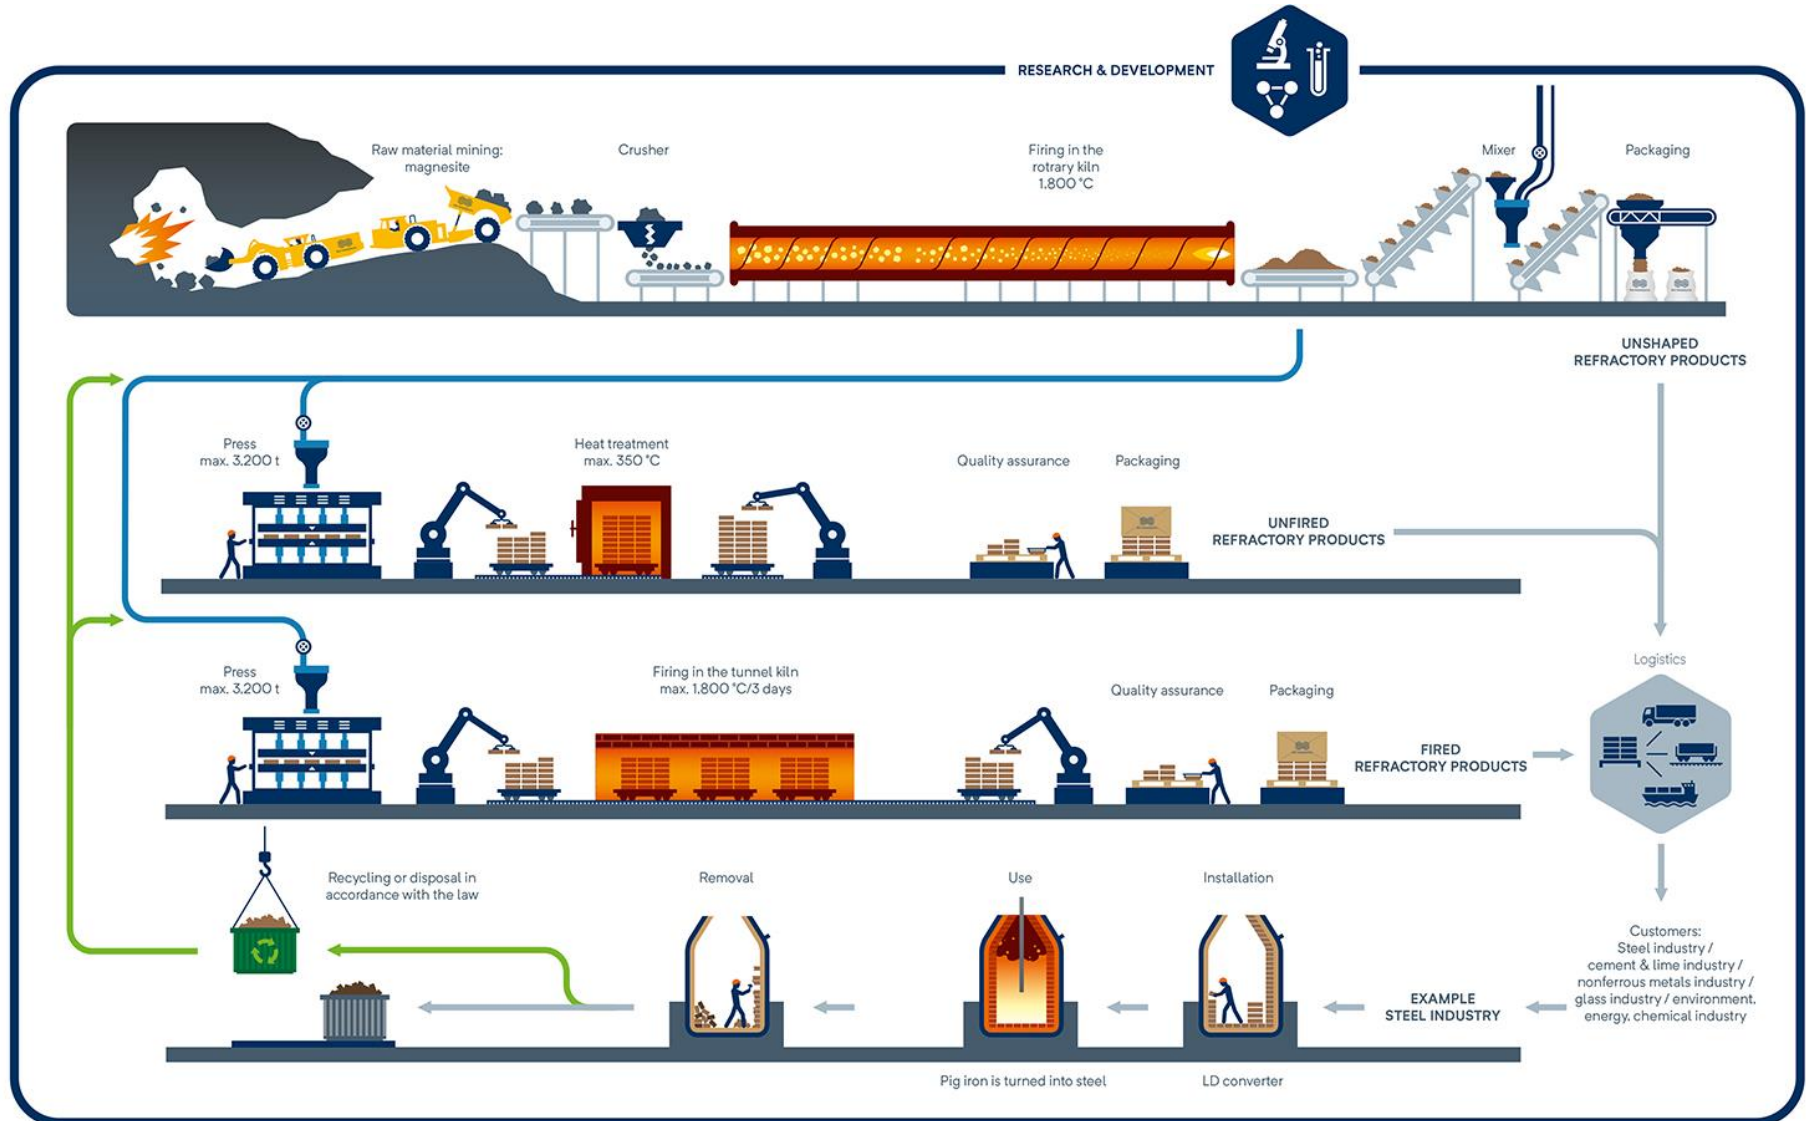 RESEARCH & DEVELOPMENT
Raw material mining:
magnesite
Crusher
Firing in the
rotrary kiln
1.800 °C
Mixer
Packaging
UNSHAPED
REFRACTORY PRODUCTS
Press
max. 3.200 t
Heat treatment
max. 350 °C
Quality assurance
Packaging
UNFIRED
REFRACTORY PRODUCTS
Press
max. 3.200 t
Firing in the tunnel kiln
max. 1.800 °C/3 days
Quality assurance
Packaging
FIRED
REFRACTORY PRODUCTS
Logistics
Recycling or disposal in
accordance with the law
Removal
Use
Installation
EXAMPLE
STEEL INDUSTRY
Customers:
Steel industry /
cement & lime industry /
nonferrous metals industry /
glass industry / environment.
energy. chemical industry
Pig iron is turned into steel
LD converter